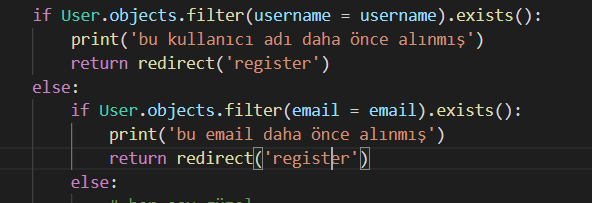 if User.objects.filter(username = username).exists():
print('bu kullanıcı adı daha önce alınmış')
return redirect('register')
else:
if User.objects.filter(email = email).exists():
print('bu email daha önce alınmış')
return redirect('register')
else: